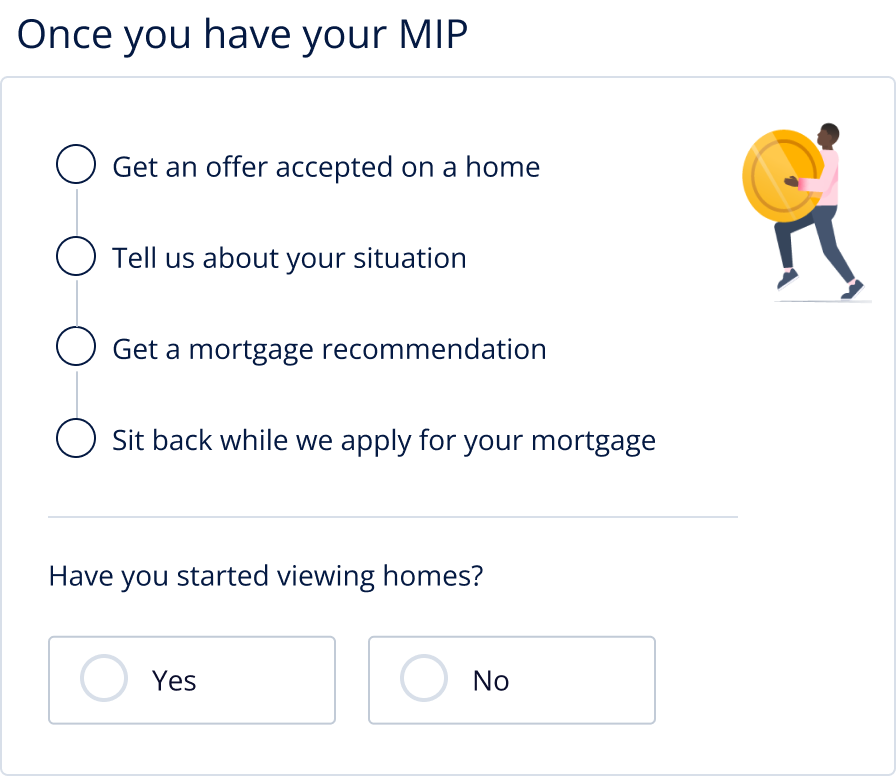 Once you have your MIP
Get an offer accepted on a home
Tell us about your situation
Get a mortgage recommendation
Sit back while we apply for your mortgage
Have you started viewing homes?
Yes
No